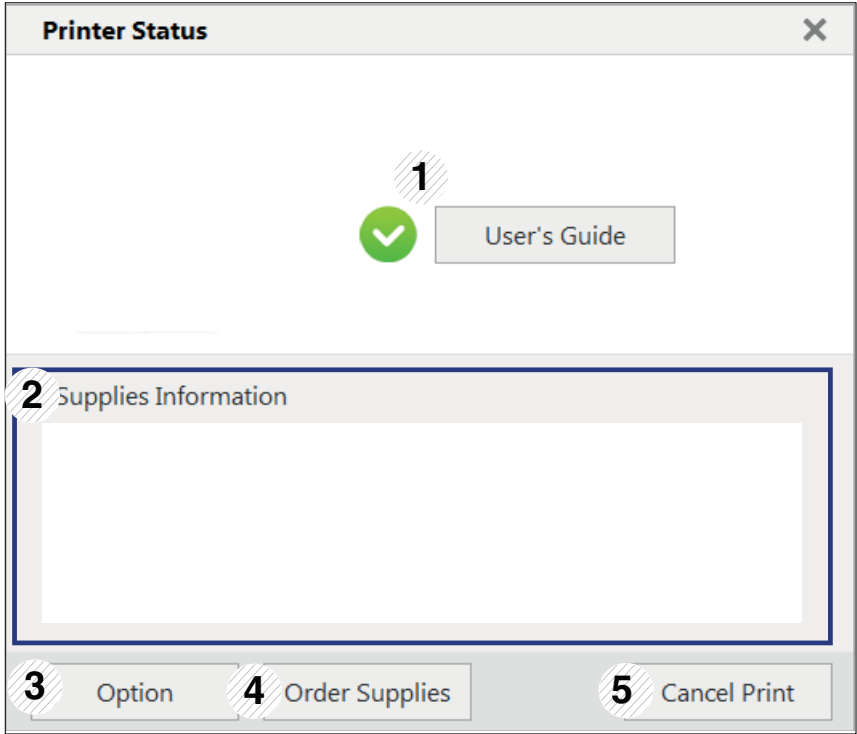 Printer Status
1
User's Guide
2 Supplies Information
3 Option 4 Order Supplies 5 Cancel Print